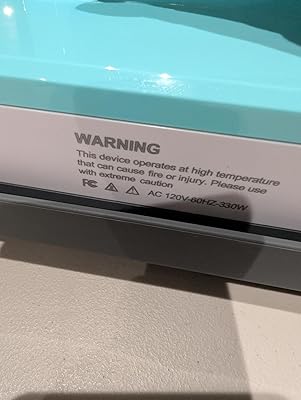 WARNING
This device operates at high temperature
that can cause fire or injury. Please use
with extreme caution
FC AC 120V-60HZ-330W